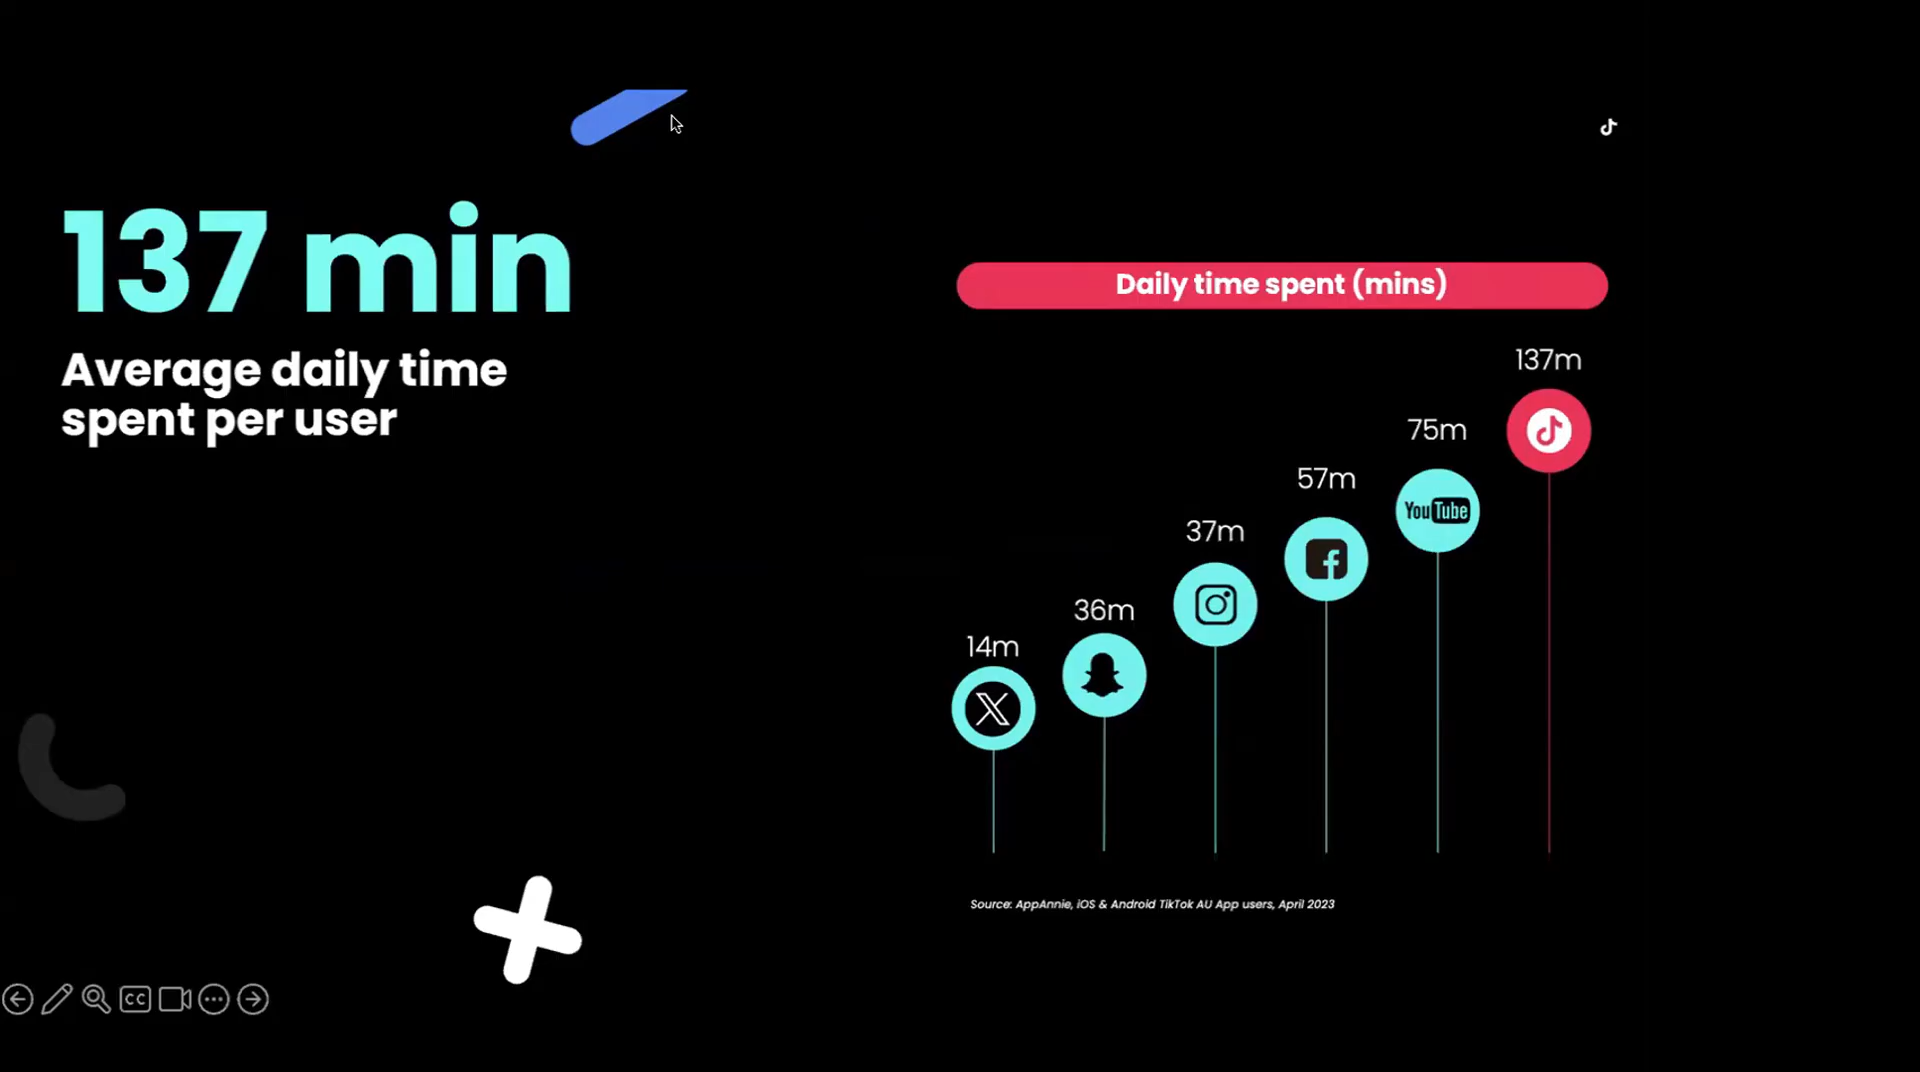 137 min
Average daily time
spent per user
Daily time spent (mins)
137m
75m
57m
37m
36m
14m
YouTube
X
Source: AppAnnie, iOS & Android TikTok AU App users, April 2023
CC